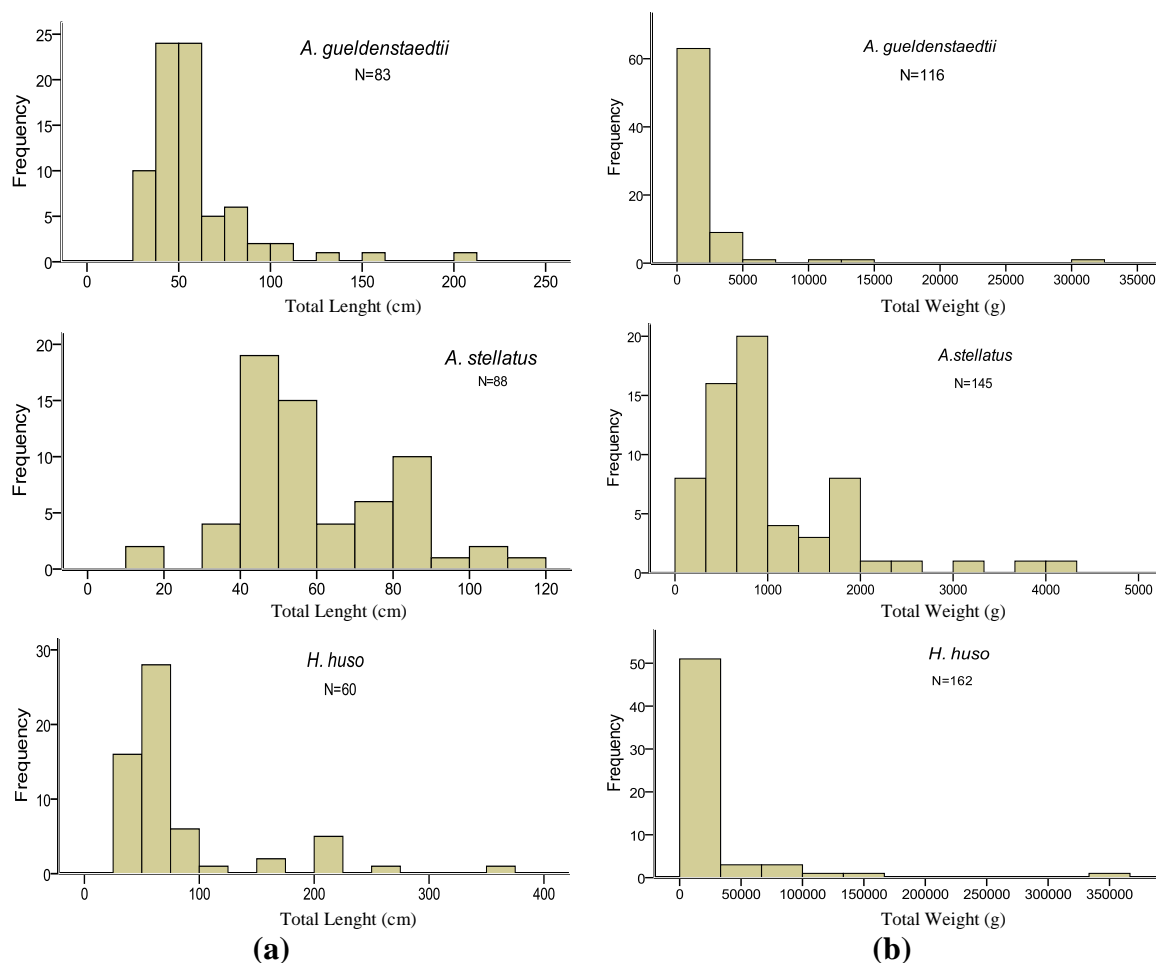 A. gueldenstaedtii
N=83
Frequency
25
20
15
10
5
0
0 50 100 150 200 250
Total Lenght (cm)
A. gueldenstaedtii
N=116
Frequency
60
40
20
0
0 5000 10000 15000 20000 25000 30000 35000
Total Weight (g)
A. stellatus
N=88
Frequency
20
15
10
5
0
0 20 40 60 80 100 120
Total Lenght (cm)
A.stellatus
N=145
Frequency
20
15
10
5
0
0 1000 2000 3000 4000 5000
Total Weight (g)
H. huso
N=60
Frequency
30
20
10
0
0 100 200 300 400
Total Lenght (cm)
(a)
H. huso
N=162
Frequency
50
40
30
20
10
0
0 50000 100000 150000 200000 250000 300000 350000
Total Weight (g)
(b)